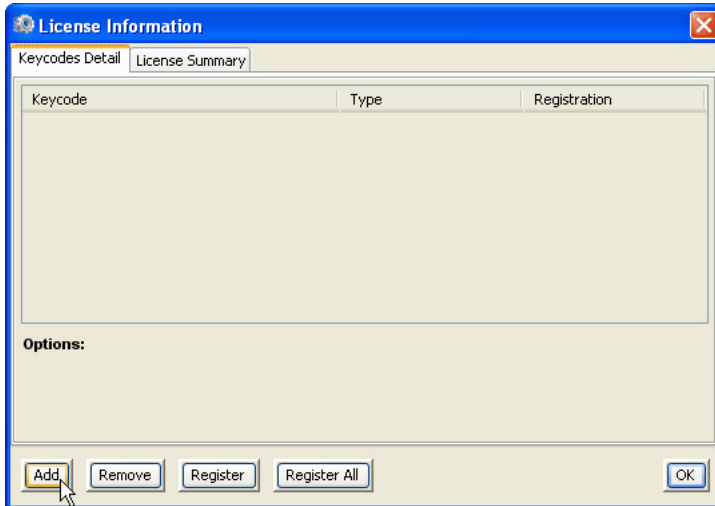 License Information
Keycodes Detail License Summary
Keycode Type Registration
Options:
Add Remove Register Register All OK